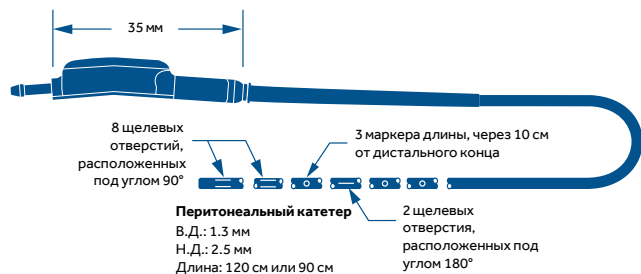 35 мм
8 щелевых
отверстий,
расположенных
под углом 90°
3 маркера длины, через 10 см
от дистального конца
Перитонеальный катетер
В.Д.: 1.3 мм
Н.Д.: 2.5 мм
Длина: 120 см или 90 см
2 щелевых
отверстия,
расположенных под
углом 180°